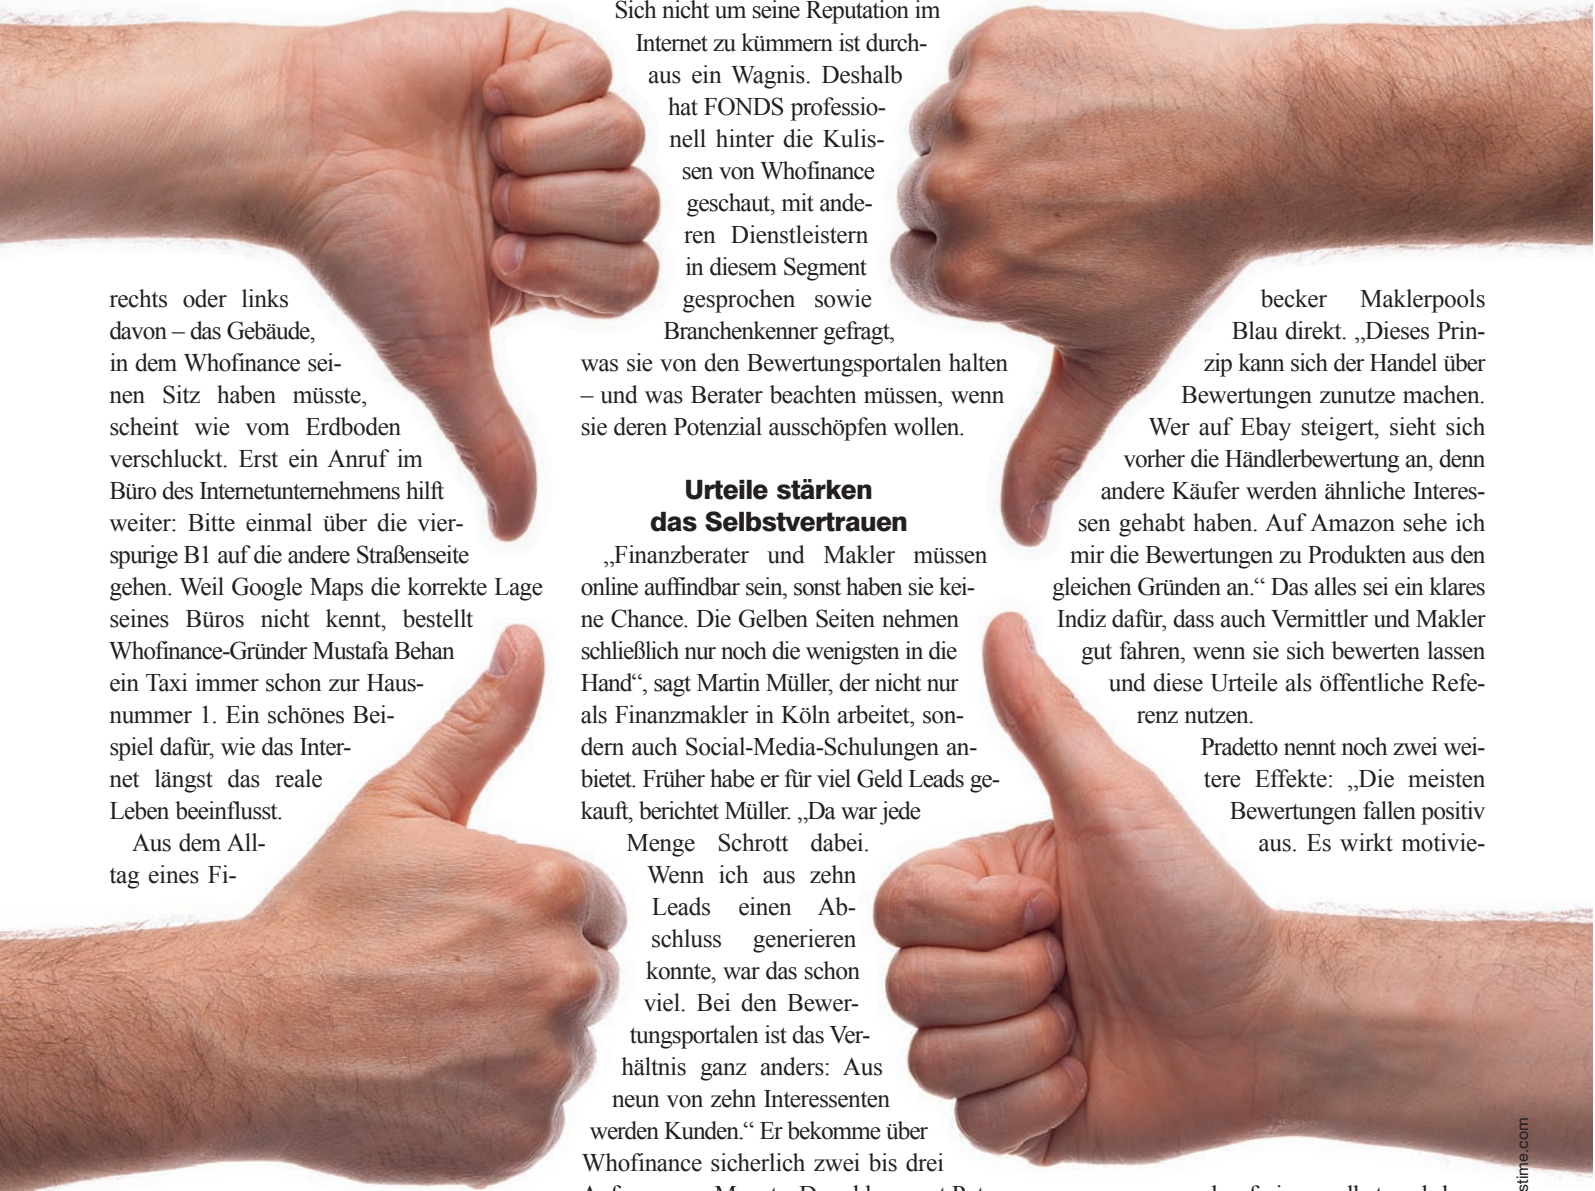 rechts oder links
davon – das Gebäude,
in dem Whofinance sei-
nen Sitz haben müsste,
scheint wie vom Erdboden
verschluckt. Erst ein Anruf im
Büro des Internetunternehmens hilft
weiter: Bitte einmal über die vier-
spurige B1 auf die andere Straßenseite
gehen. Weil Google Maps die korrekte Lage
seines Büros nicht kennt, bestellt
Whofinance-Gründer Mustafa Behan
ein Taxi immer schon zur Haus-
nummer 1. Ein schönes Bei-
spiel dafür, wie das Inter-
net längst das reale
Leben beeinflusst.
Aus dem All-
tag eines Fi-
Sich nicht um seine Reputation im
Internet zu kümmern ist durch-
aus ein Wagnis. Deshalb
hat FONDS professio-
nell hinter die Kulis-
sen von Whofinance
geschaut, mit ande-
ren Dienstleistern
in diesem Segment
gesprochen sowie
Branchenkenner gefragt,
was sie von den Bewertungsportalen halten
– und was Berater beachten müssen, wenn
sie deren Potenzial ausschöpfen wollen.
Urteile stärken
das Selbstvertrauen
„Finanzberater und Makler müssen
online auffindbar sein, sonst haben sie kei-
ne Chance. Die Gelben Seiten nehmen
schließlich nur noch die wenigsten in die
Hand“, sagt Martin Müller, der nicht nur
als Finanzmakler in Köln arbeitet, son-
dern auch Social-Media-Schulungen an-
bietet. Früher habe er für viel Geld Leads ge-
kauft, berichtet Müller. „Da war jede
Menge Schrott dabei.
Wenn ich aus zehn
Leads einen Ab-
schluss generieren
konnte, war das schon
viel. Bei den Bewer-
tungsportalen ist das Ver-
hältnis ganz anders: Aus
neun von zehn Interessenten
werden Kunden.“ Er bekomme über
Whofinance sicherlich zwei bis drei
becker Maklerpools
Blau direkt. „Dieses Prin-
zip kann sich der Handel über
Bewertungen zunutze machen.
Wer auf Ebay steigert, sieht sich
vorher die Händlerbewertung an, denn
andere Käufer werden ähnliche Interes-
sen gehabt haben. Auf Amazon sehe ich
mir die Bewertungen zu Produkten aus den
gleichen Gründen an.“ Das alles sei ein klares
Indiz dafür, dass auch Vermittler und Makler
gut fahren, wenn sie sich bewerten lassen
und diese Urteile als öffentliche Refe-
renz nutzen.
Pradetto nennt noch zwei wei-
tere Effekte: „Die meisten
Bewertungen fallen positiv
aus. Es wirkt motivie-
stime.com